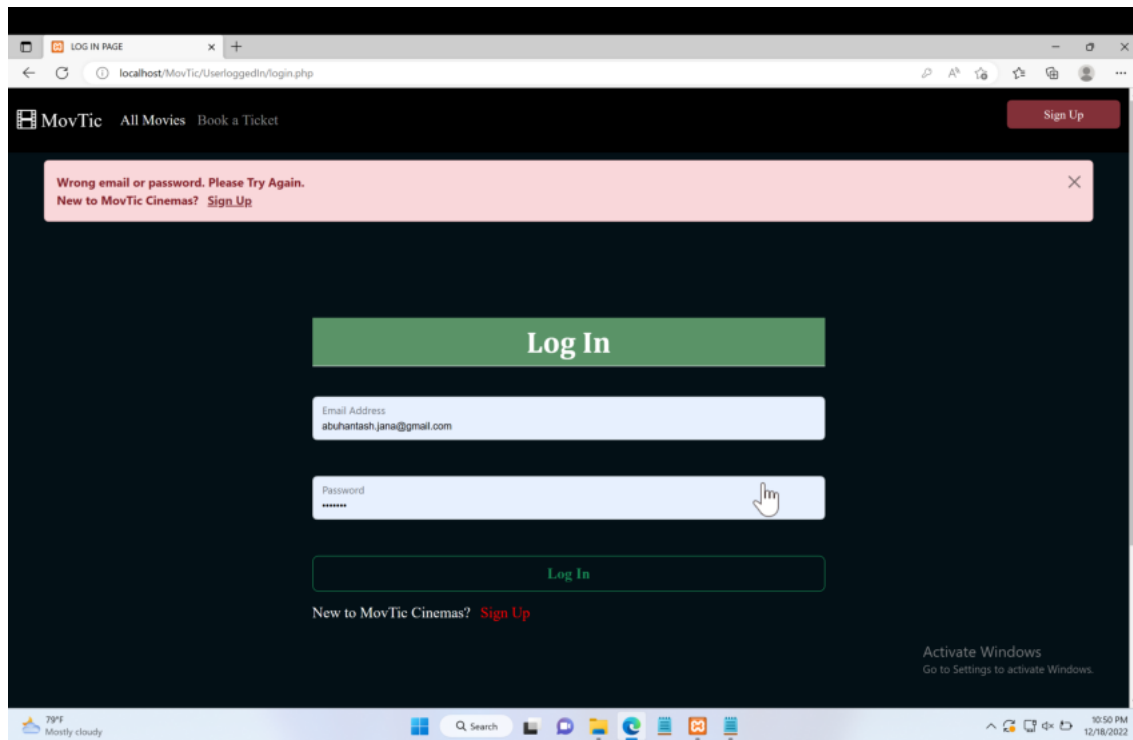 LOG IN PAGE
localhost/MovTic/UserloggedIn/login.php
MovTic All Movies Book a Ticket Sign Up
Wrong email or password. Please Try Again.
New to MovTic Cinemas? Sign Up
Log In
Email Address
abuhantash.jana@gmail.com
Password
•••••••
Log In
New to MovTic Cinemas? Sign Up
Activate Windows
Go to Settings to activate Windows.
79°F
Mostly cloudy
Search
10:50 PM
12/18/2022